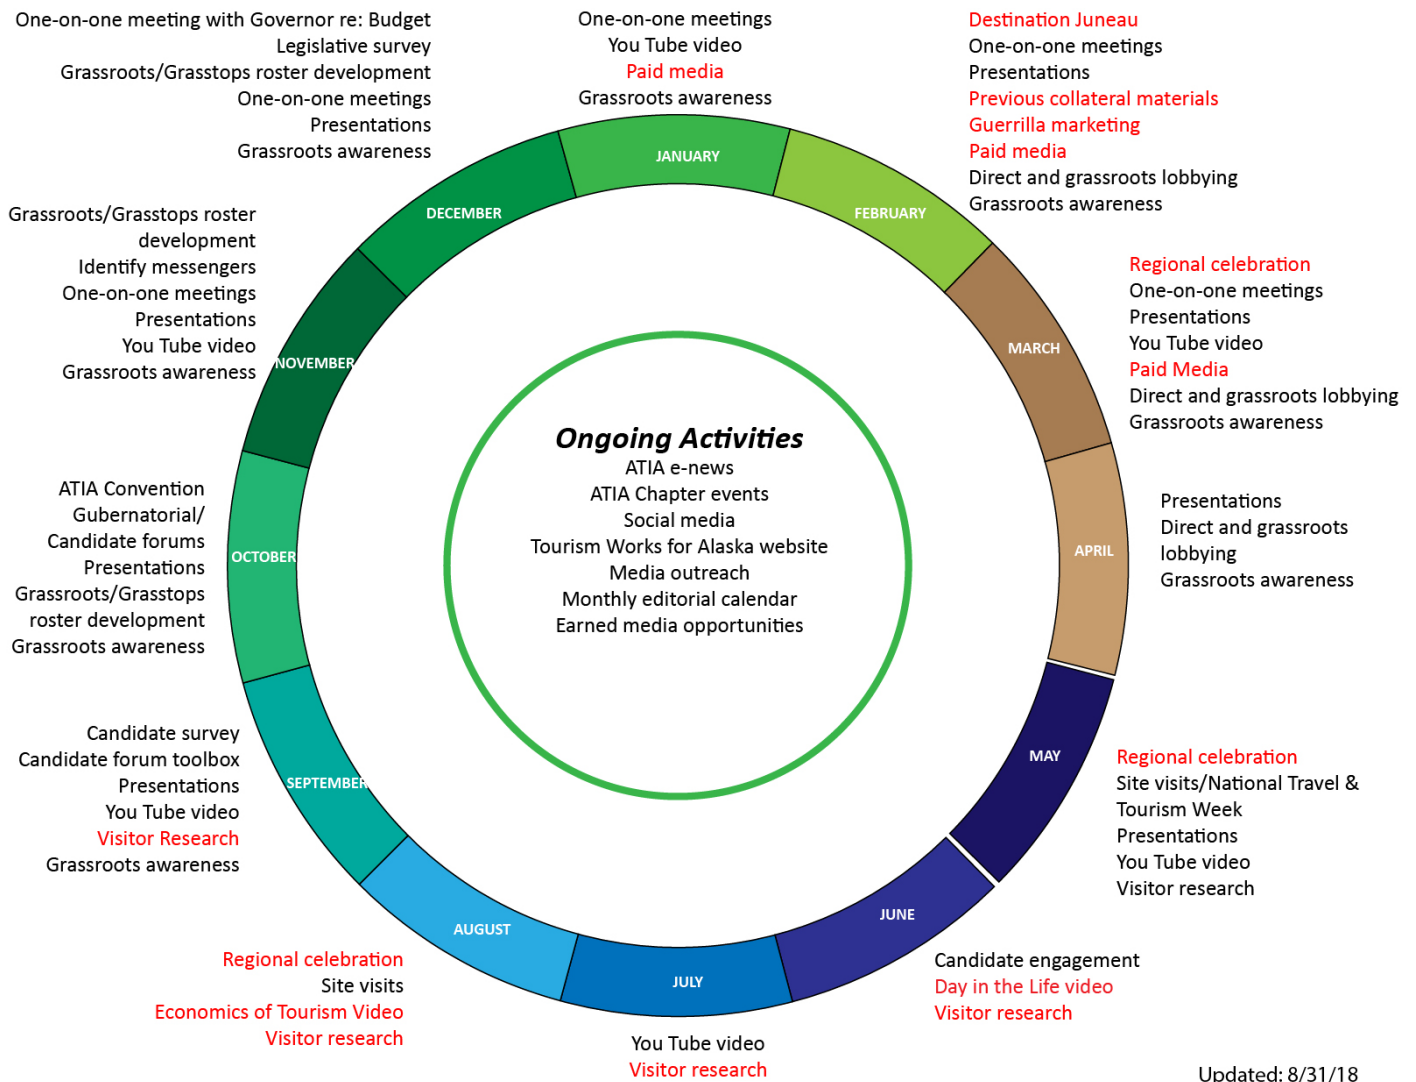 One-on-one meeting with Governor re: Budget
Legislative survey
Grassroots/Grasstops roster development
One-on-one meetings
Presentations
Grassroots awareness
One-on-one meetings
You Tube video
Paid media
Grassroots awareness
Destination Juneau
One-on-one meetings
Presentations
Previous collateral materials
Guerrilla marketing
Paid media
Direct and grassroots lobbying
Grassroots awareness
JANUARY
DECEMBER
FEBRUARY
Grassroots/Grasstops roster
development
Identify messengers
One-on-one meetings
Presentations
You Tube video
Grassroots awareness
NOVEMBER
MARCH
Regional celebration
One-on-one meetings
Presentations
You Tube video
Paid Media
Direct and grassroots lobbying
Grassroots awareness
Ongoing Activities
ATIA e-news
ATIA Chapter events
Social media
Tourism Works for Alaska website
Media outreach
Monthly editorial calendar
Earned media opportunities
ATIA Convention
Gubernatorial/
Candidate forums
Presentations
Grassroots/Grasstops
roster development
Grassroots awareness
OCTOBER
APRIL
Presentations
Direct and grassroots
lobbying
Grassroots awareness
Candidate survey
Candidate forum toolbox
Presentations
You Tube video
Visitor Research
Grassroots awareness
SEPTEMBER
MAY
Regional celebration
Site visits/National Travel &
Tourism Week
Presentations
You Tube video
Visitor research
AUGUST
JUNE
JULY
Regional celebration
Site visits
Economics of Tourism Video
Visitor research
You Tube video
Visitor research
Candidate engagement
Day in the Life video
Visitor research
Updated: 8/31/18